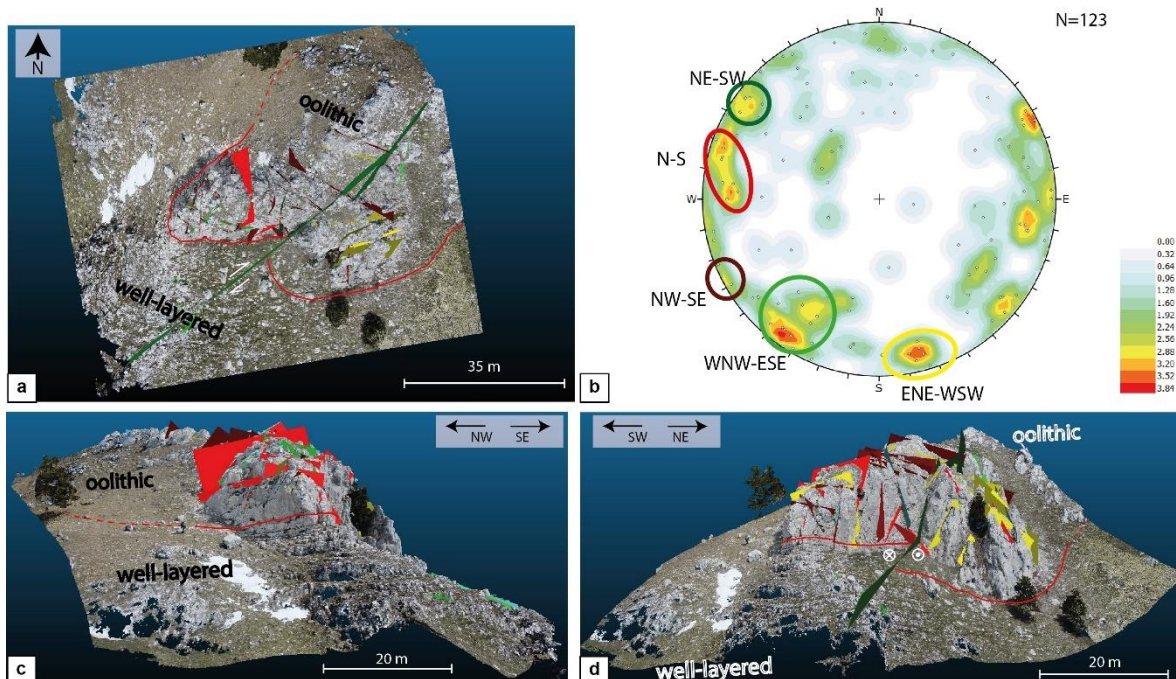 N
oolithic
well-layered
35 m
a
N=123
N
NE-SW
N-S
W
E
NW-SE
WNW-ESE
S
ENE-WSW
0.00
0.32
0.64
0.96
1.28
1.60
1.92
2.24
2.56
2.88
3.20
3.52
3.84
b
NW SE
oolithic
well-layered
20 m
c
SW NE
oolithic
well-layered
20 m
d